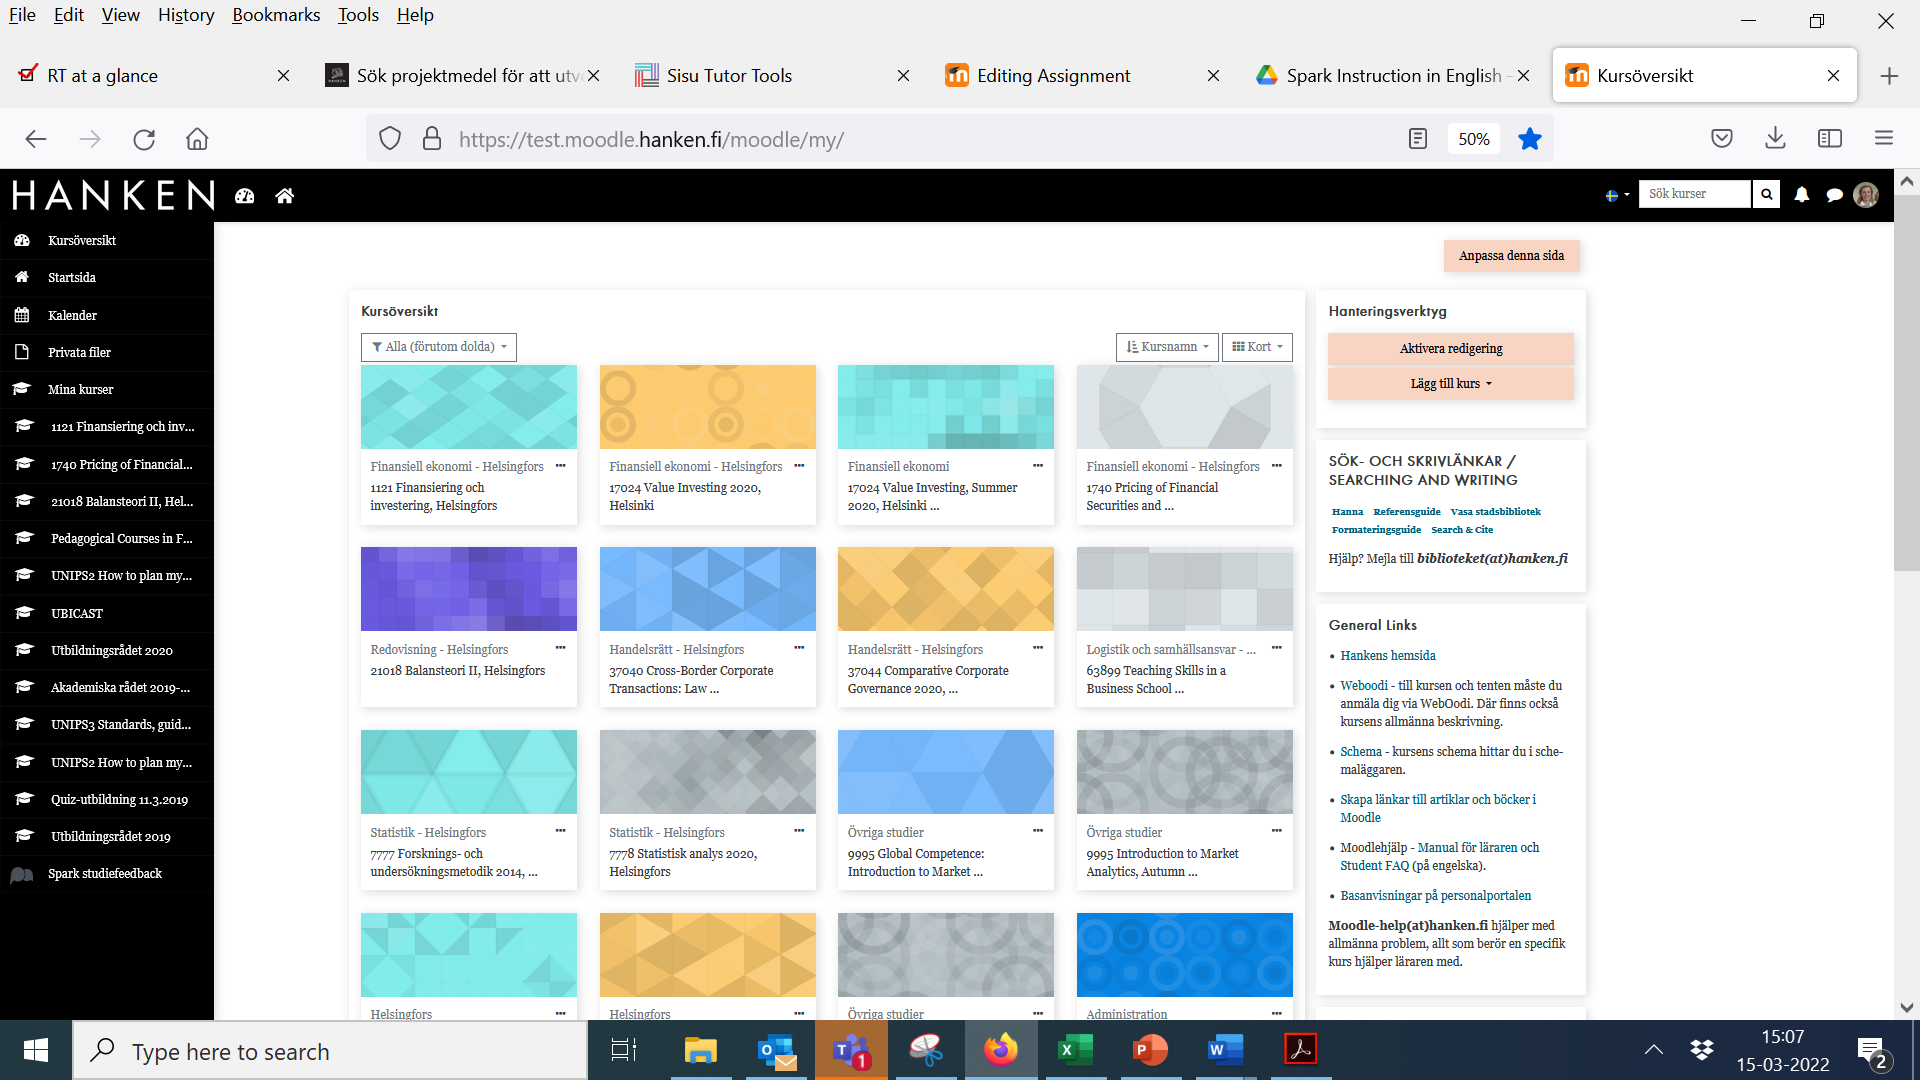 File Edit View History Bookmarks Tools Help
RT at a glance
Sök projektmedel för att utve
Sisu Tutor Tools
Editing Assignment
Spark Instruction in English -
Kursöversikt
https://test.moodle.hanken.fi/moodle/my/
50%
HANKEN
Sök kurser
Kursöversikt
Startsida
Kalender
Privata filer
Mina kurser
1121 Finansiering och inv...
1740 Pricing of Financial...
21018 Balansteori II, Hel...
Pedagogical Courses in F...
UNIPS2 How to plan my...
UBICAST
Utbildningsrådet 2020
Akademiska rådet 2019-...
UNIPS3 Standards, guid...
UNIPS2 How to plan my...
Quiz-utbildning 11.3.2019
Utbildningsrådet 2019
Spark studiefeedback
Anpassa denna sida
Kursöversikt
Alla (förutom dolda)
Kursnamn
Kort
Finansiell ekonomi - Helsingfors
1121 Finansiering och
investering, Helsingfors
Finansiell ekonomi - Helsingfors
17024 Value Investing 2020,
Helsinki
Finansiell ekonomi
17024 Value Investing, Summer
2020, Helsinki ...
Finansiell ekonomi - Helsingfors
1740 Pricing of Financial
Securities and ...
Redovisning - Helsingfors
21018 Balansteori II, Helsingfors
Handelsrätt - Helsingfors
37040 Cross-Border Corporate
Transactions: Law ...
Handelsrätt - Helsingfors
37044 Comparative Corporate
Governance 2020, ...
Logistik och samhällsansvar - ...
63899 Teaching Skills in a
Business School ...
Statistik - Helsingfors
7777 Forsknings- och
undersökningsmetodik 2014, ...
Statistik - Helsingfors
7778 Statistisk analys 2020,
Helsingfors
Övriga studier
9995 Global Competence:
Introduction to Market ...
Övriga studier
9995 Introduction to Market
Analytics, Autumn ...
Helsingfors
Helsingfors
Övriga studier
Administration
Hanteringsverktyg
Aktivera redigering
Lägg till kurs
SÖK- OCH SKRIVLÄNKAR /
SEARCHING AND WRITING
Hanna Referensguide Vasa stadsbibliotek
Formateringsguide Search & Cite
Hjälp? Mejla till biblioteket(at)hanken.fi
General Links
• Hankens hemsida
• Weboodi - till kursen och tenten måste du
anmäla dig via WebOodi. Där finns också
kursens allmänna beskrivning.
• Schema - kursens schema hittar du i sche-
maläggaren.
• Skapa länkar till artiklar och böcker i
Moodle
• Moodlehjälp - Manual för läraren och
Student FAQ (på engelska).
• Basanvisningar på personalportalen
Moodle-help(at)hanken.fi hjälper med
allmänna problem, allt som berör en specifik
kurs hjälper läraren med.
Type here to search
1
15:07
15-03-2022
2